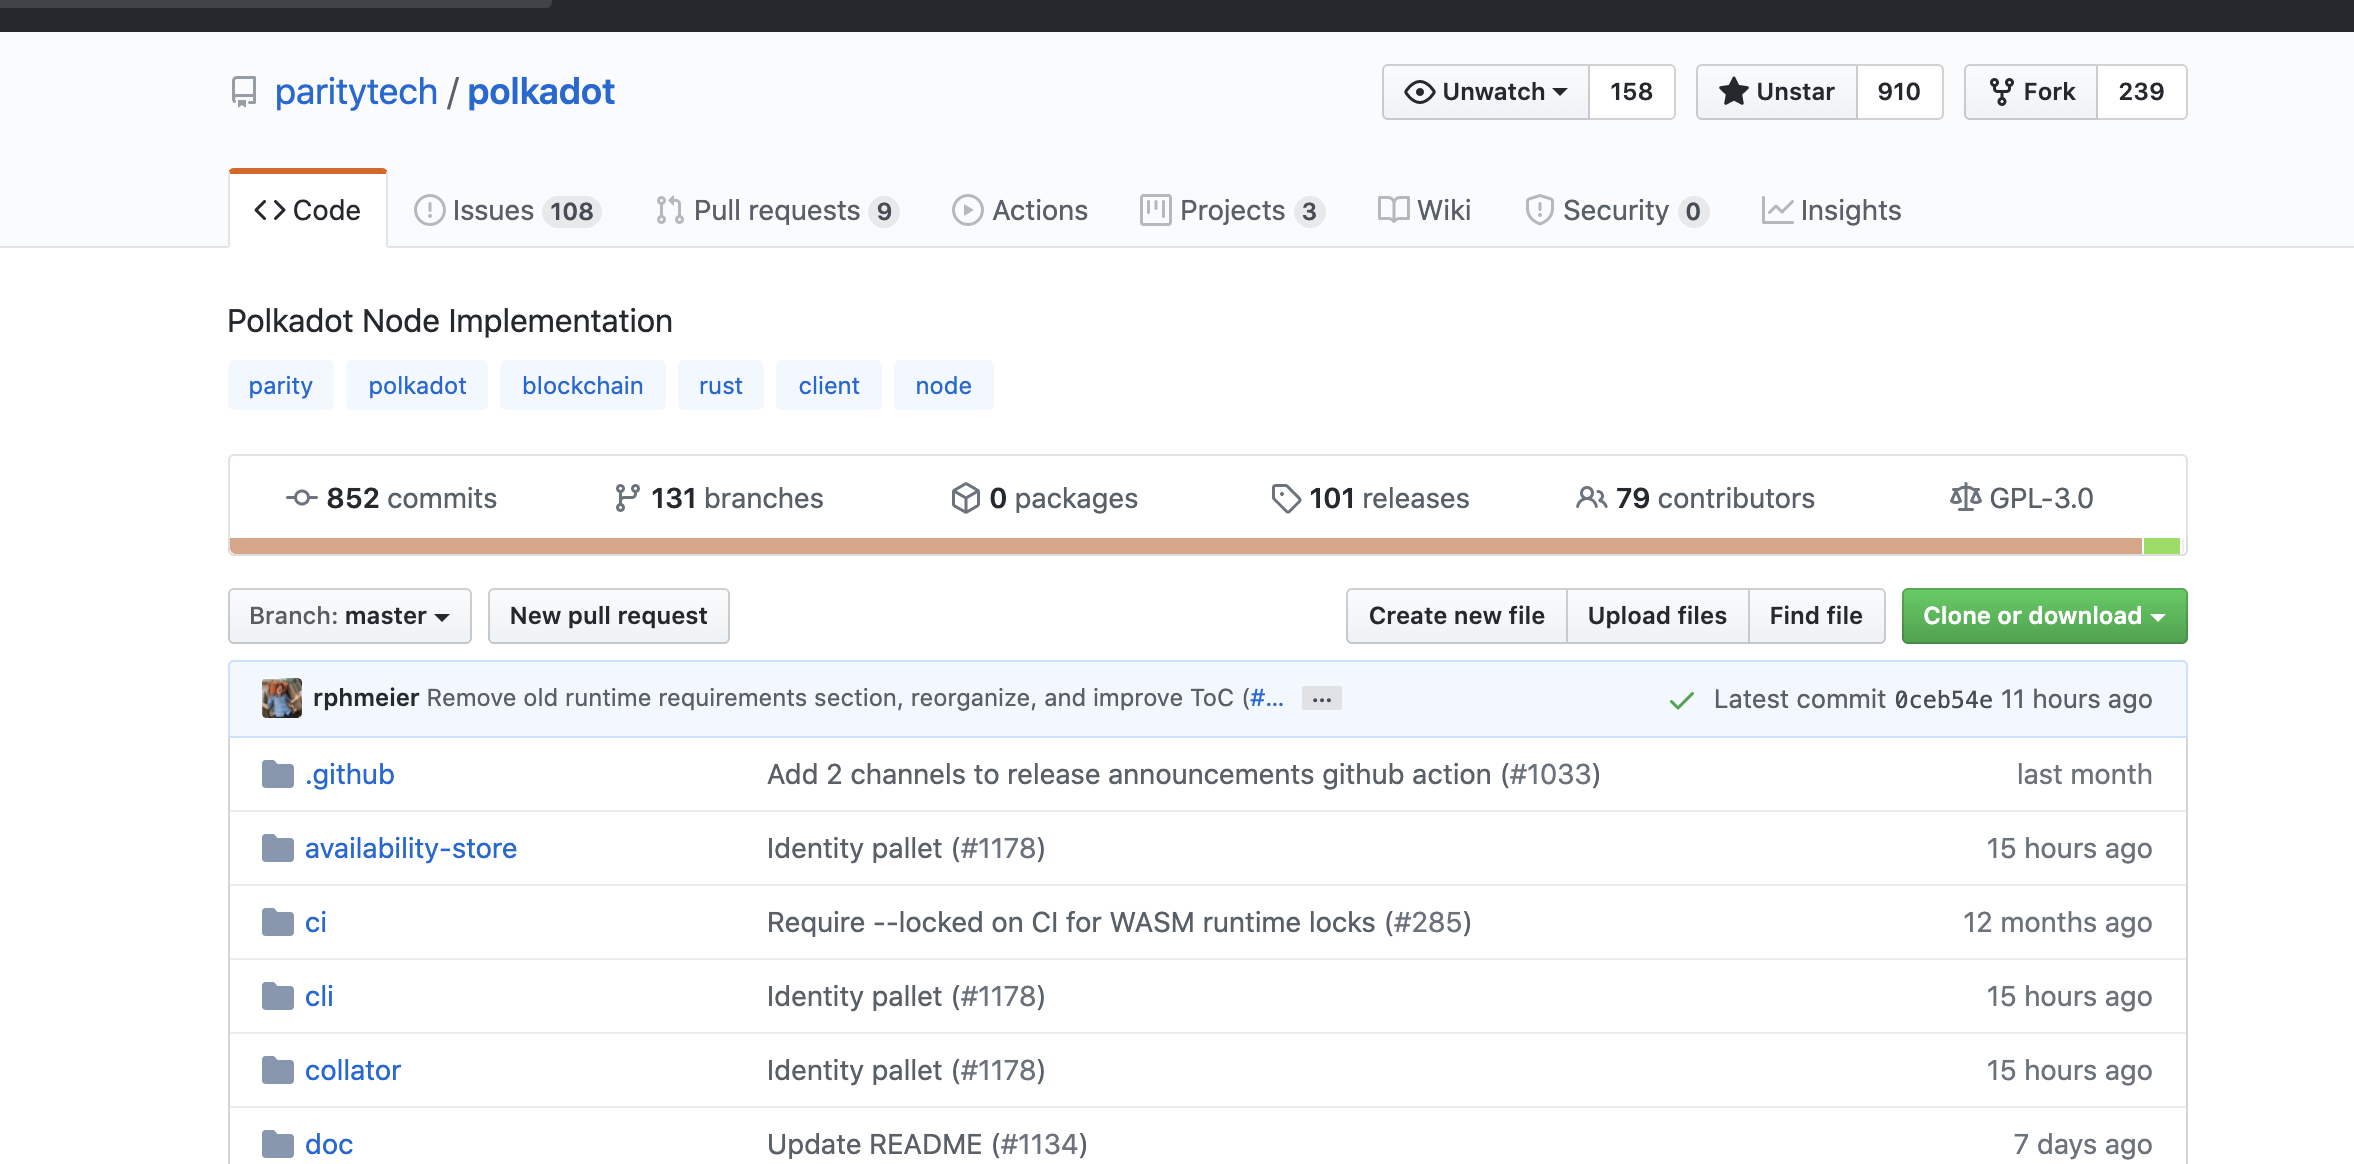 paritytech / polkadot
Unwatch 158 Unstar 910 Fork 239
Code Issues 108 Pull requests 9 Actions Projects 3 Wiki Security 0 Insights
Polkadot Node Implementation
parity polkadot blockchain rust client node
852 commits 131 branches 0 packages 101 releases 79 contributors GPL-3.0
Branch: master New pull request Create new file Upload files Find file Clone or download
rphmeier Remove old runtime requirements section, reorganize, and improve ToC (#... ... Latest commit 0ceb54e 11 hours ago
.github Add 2 channels to release announcements github action (#1033) last month
availability-store Identity pallet (#1178) 15 hours ago
ci Require --locked on CI for WASM runtime locks (#285) 12 months ago
cli Identity pallet (#1178) 15 hours ago
collator Identity pallet (#1178) 15 hours ago
doc Update README (#1134) 7 days ago